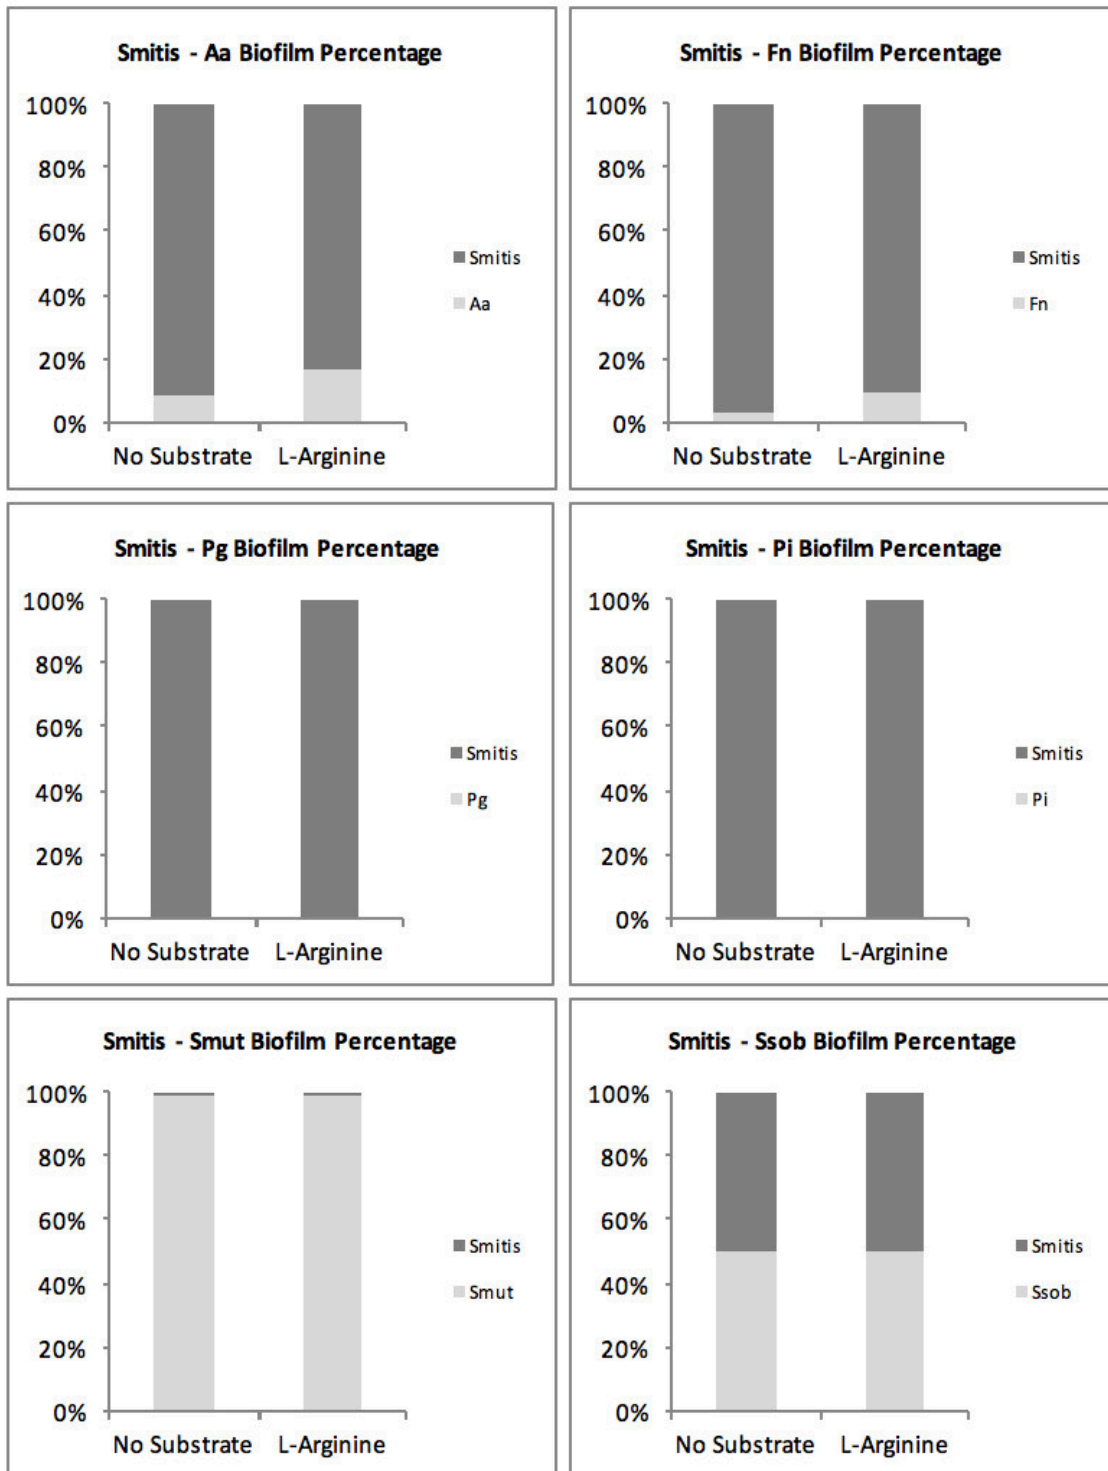 Smitis - Aa Biofilm Percentage
100%
80%
60%
40%
20%
0%
No Substrate L-Arginine
Smitis
Aa
Smitis - Fn Biofilm Percentage
100%
80%
60%
40%
20%
0%
No Substrate L-Arginine
Smitis
Fn
Smitis - Pg Biofilm Percentage
100%
80%
60%
40%
20%
0%
No Substrate L-Arginine
Smitis
Pg
Smitis - Pi Biofilm Percentage
100%
80%
60%
40%
20%
0%
No Substrate L-Arginine
Smitis
Pi
Smitis - Smut Biofilm Percentage
100%
80%
60%
40%
20%
0%
No Substrate L-Arginine
Smitis
Smut
Smitis - Ssob Biofilm Percentage
100%
80%
60%
40%
20%
0%
No Substrate L-Arginine
Smitis
Ssob